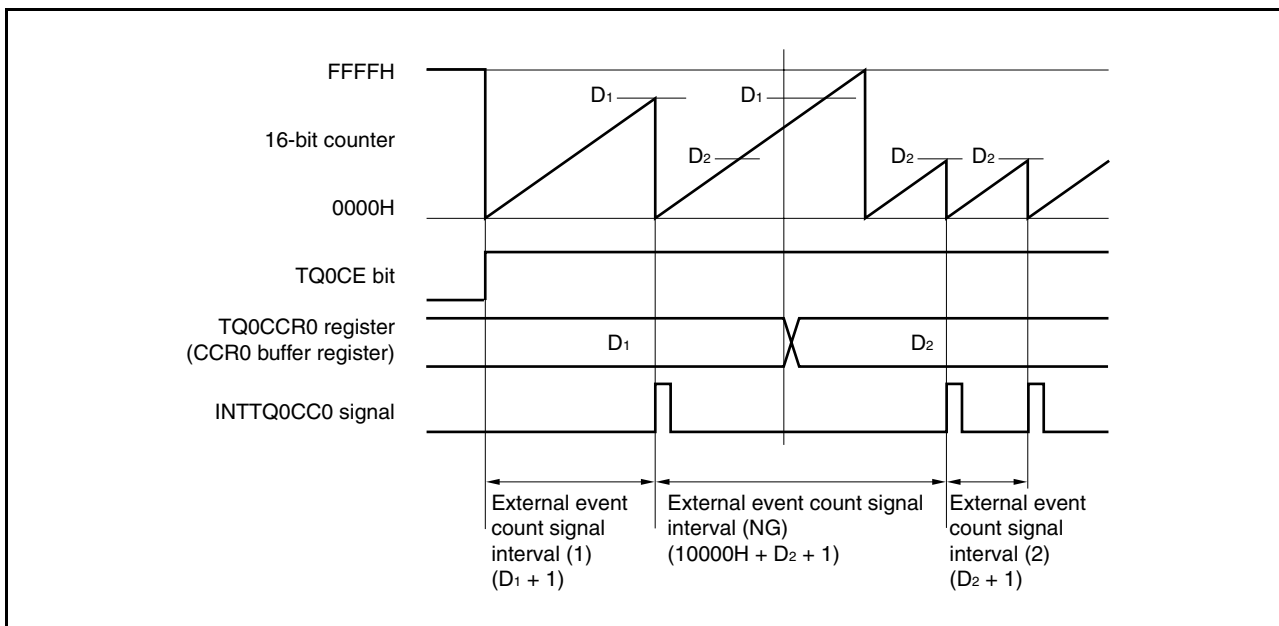 FFFFH
D1
D1
16-bit counter
D2
D2
D2
0000H
TQ0CE bit
TQ0CCR0 register
(CCR0 buffer register)
D1
D2
INTTQ0CC0 signal
External event
count signal
interval (1)
(D1 + 1)
External event count signal
interval (NG)
(10000H + D2 + 1)
External event
count signal
interval (2)
(D2 + 1)